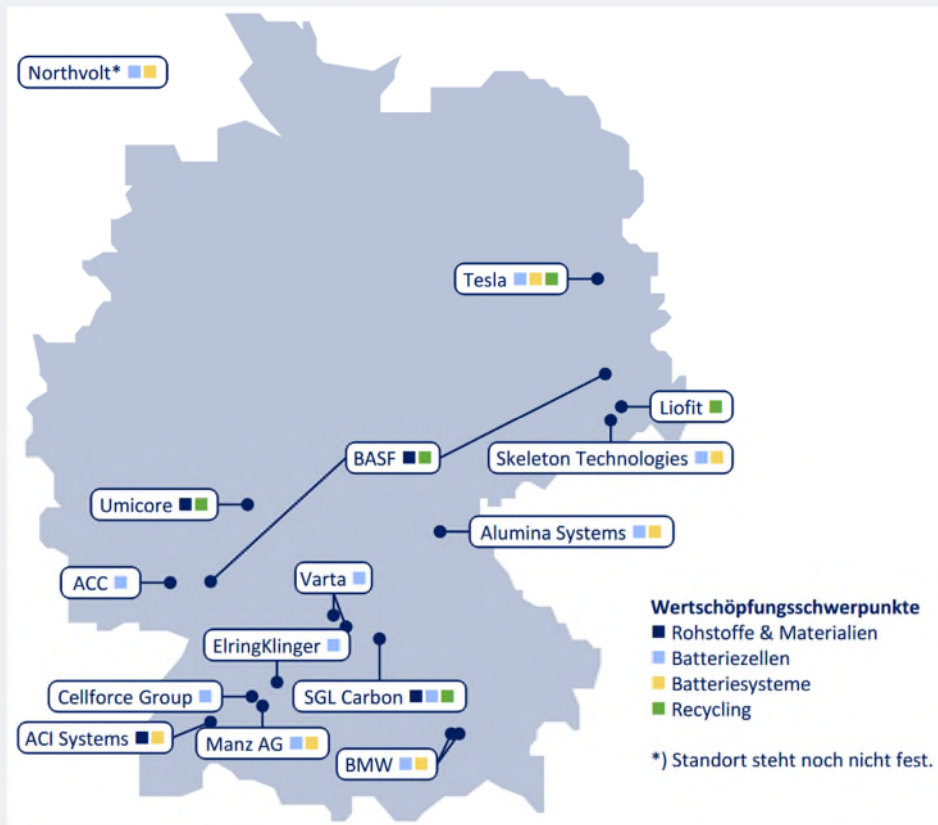 Northvolt*
Tesla
Liofit
BASF
Skeleton Technologies
Umicore
Alumina Systems
Varta
ACC
ElringKlinger
Cellforce Group
SGL Carbon
ACI Systems
Manz AG
BMW
Wertschöpfungsschwerpunkte
Rohstoffe & Materialien
Batteriezellen
Batteriesysteme
Recycling
*) Standort steht noch nicht fest.